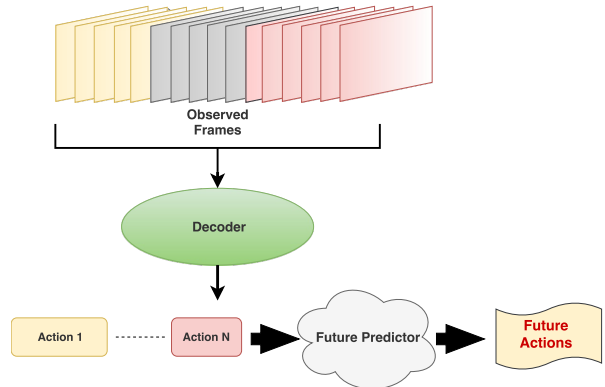 Observed
Frames
Decoder
Action 1
Action N
Future Predictor
Future
Actions